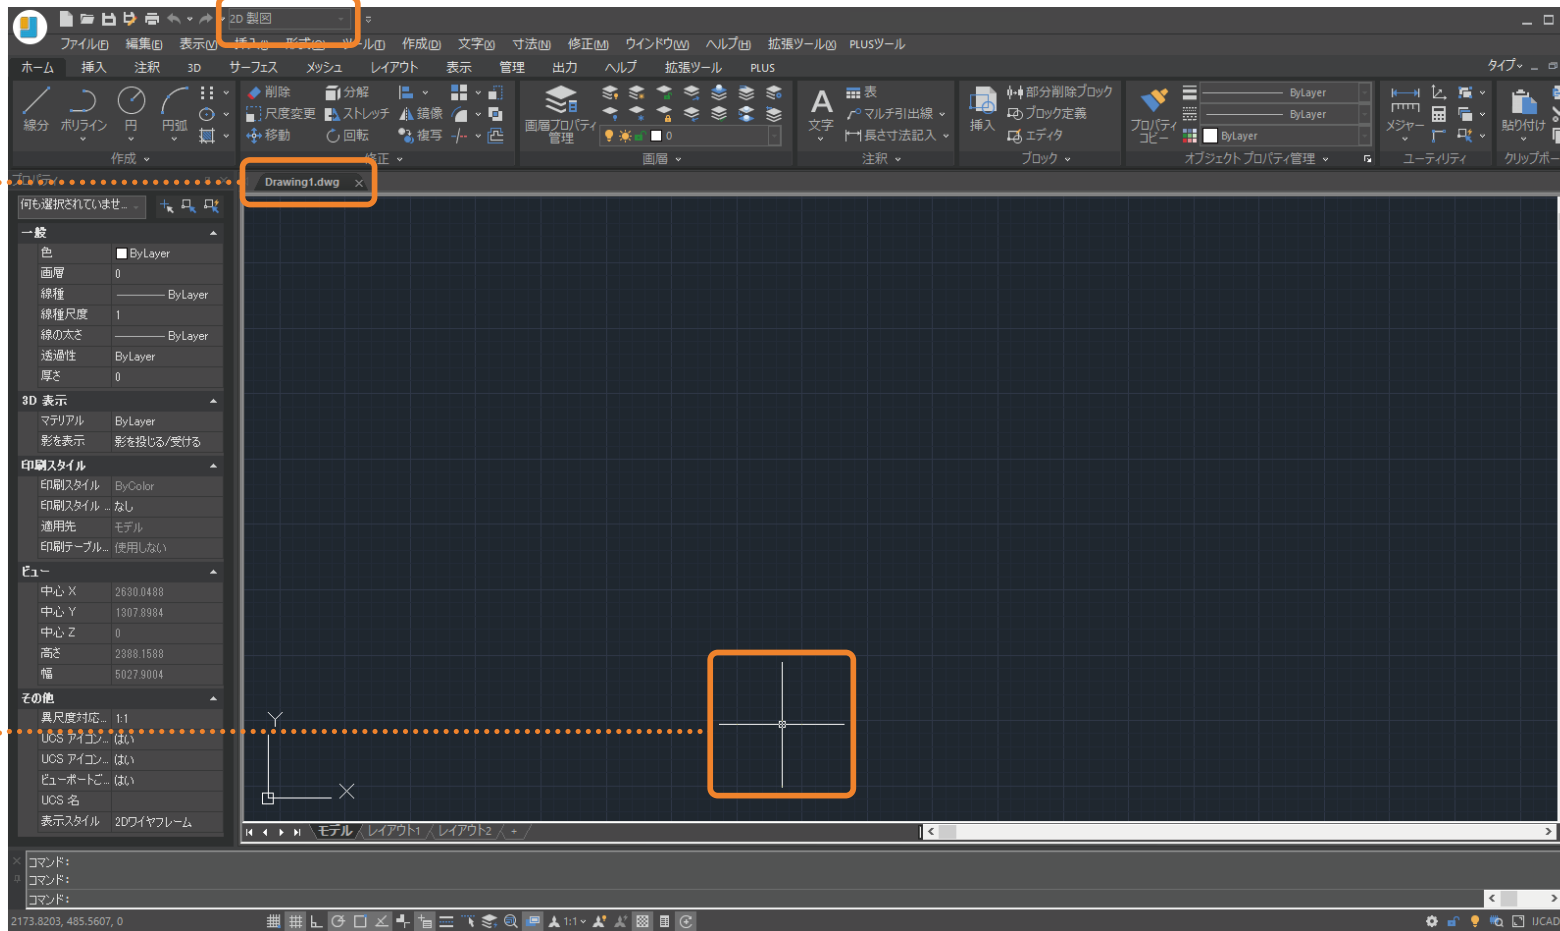 2D 製図
ファイル(F) 編集(E) 表示(V) 挿入(I) 形式(O) ツール(T) 作成(D) 文字(X) 寸法(N) 修正(M) ウインドウ(W) ヘルプ(H) 拡張ツール(X) PLUSツール
ホーム 挿入 注釈 3D サーフェス メッシュ レイアウト 表示 管理 出力 ヘルプ 拡張ツール PLUS タイプ
削除 分解 表 部分削除ブロック ByLayer
尺度変更 ストレッチ 鏡像 マルチ引出線 ブロック定義 ByLayer
線分 ポリライン 円 円弧 画層プロパティ管理 文字 挿入 プロパティコピー メジャー 貼り付け
移動 回転 複写 0 長さ寸法記入 エディタ ByLayer
作成 修正 画層 注釈 ブロック オブジェクト プロパティ管理 ユーティリティ クリップボー
プロパティ
Drawing1.dwg
何も選択されていませ...
一般
色 ByLayer
画層 0
線種 ByLayer
線種尺度 1
線の太さ ByLayer
透過性 ByLayer
厚さ 0
3D 表示
マテリアル ByLayer
影を表示 影を投じる/受ける
印刷スタイル
印刷スタイル ByColor
印刷スタイル ... なし
適用先 モデル
印刷テーブル... 使用しない
ビュー
中心 X 2630.0488
中心 Y 1307.8984
中心 Z 0
高さ 2388.1588
幅 5027.9004
その他
異尺度対応... 1:1
UCS アイコン... はい
UCS アイコン... はい
ビューポートご... はい
UCS 名
表示スタイル 2Dワイヤフレーム
Y
X
モデル レイアウト1 レイアウト2 +
コマンド:
コマンド:
コマンド:
2173.8203, 485.5607, 0 1:1 IJCAD